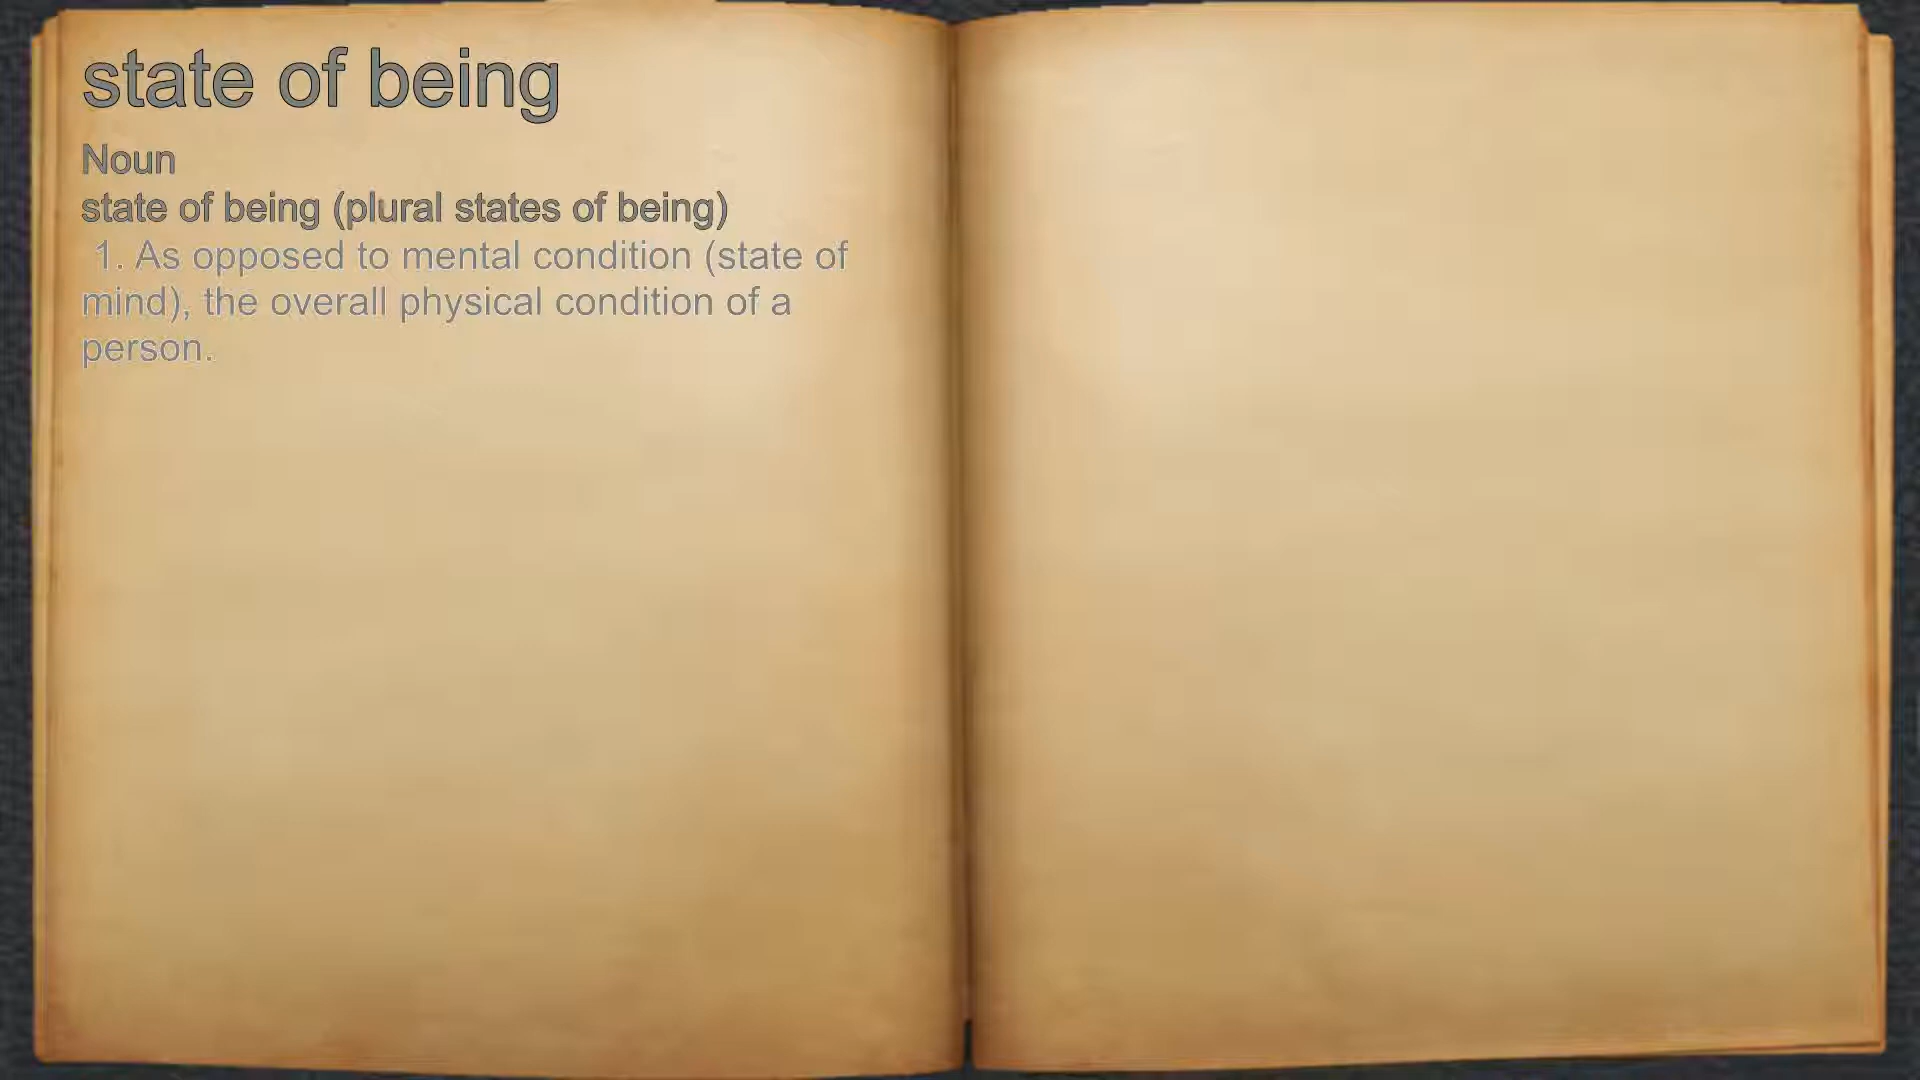 state of being
Noun
state of being (plural states of being)
1. As opposed to mental condition (state of
mind), the overall physical condition of a
person.